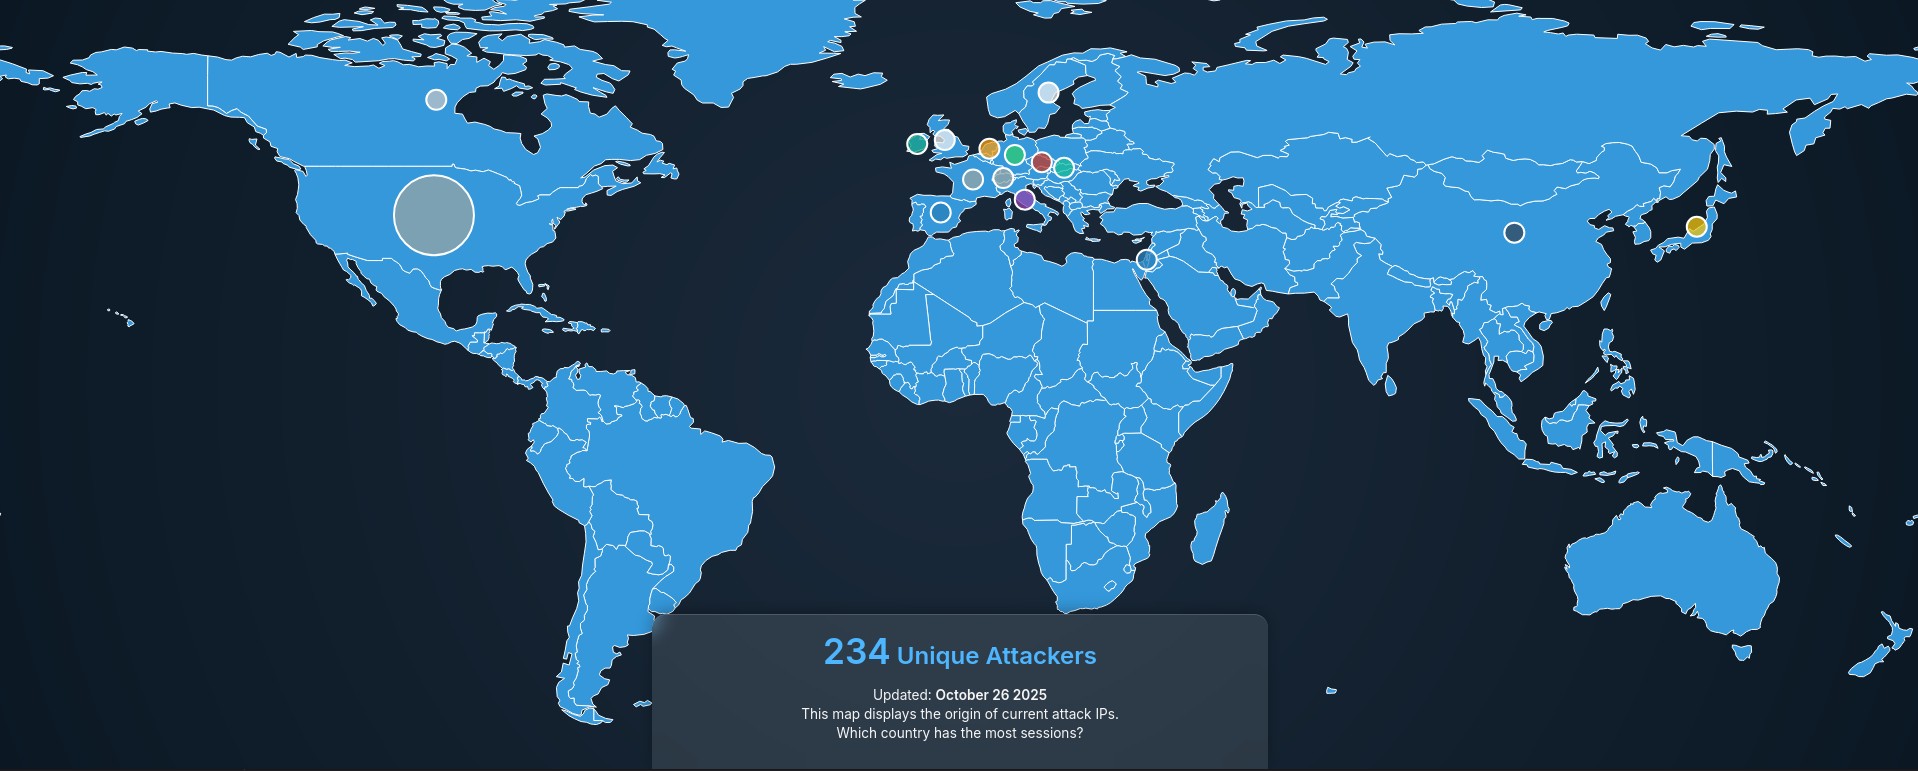 234 Unique Attackers
Updated: October 26 2025
This map displays the origin of current attack IPs.
Which country has the most sessions?